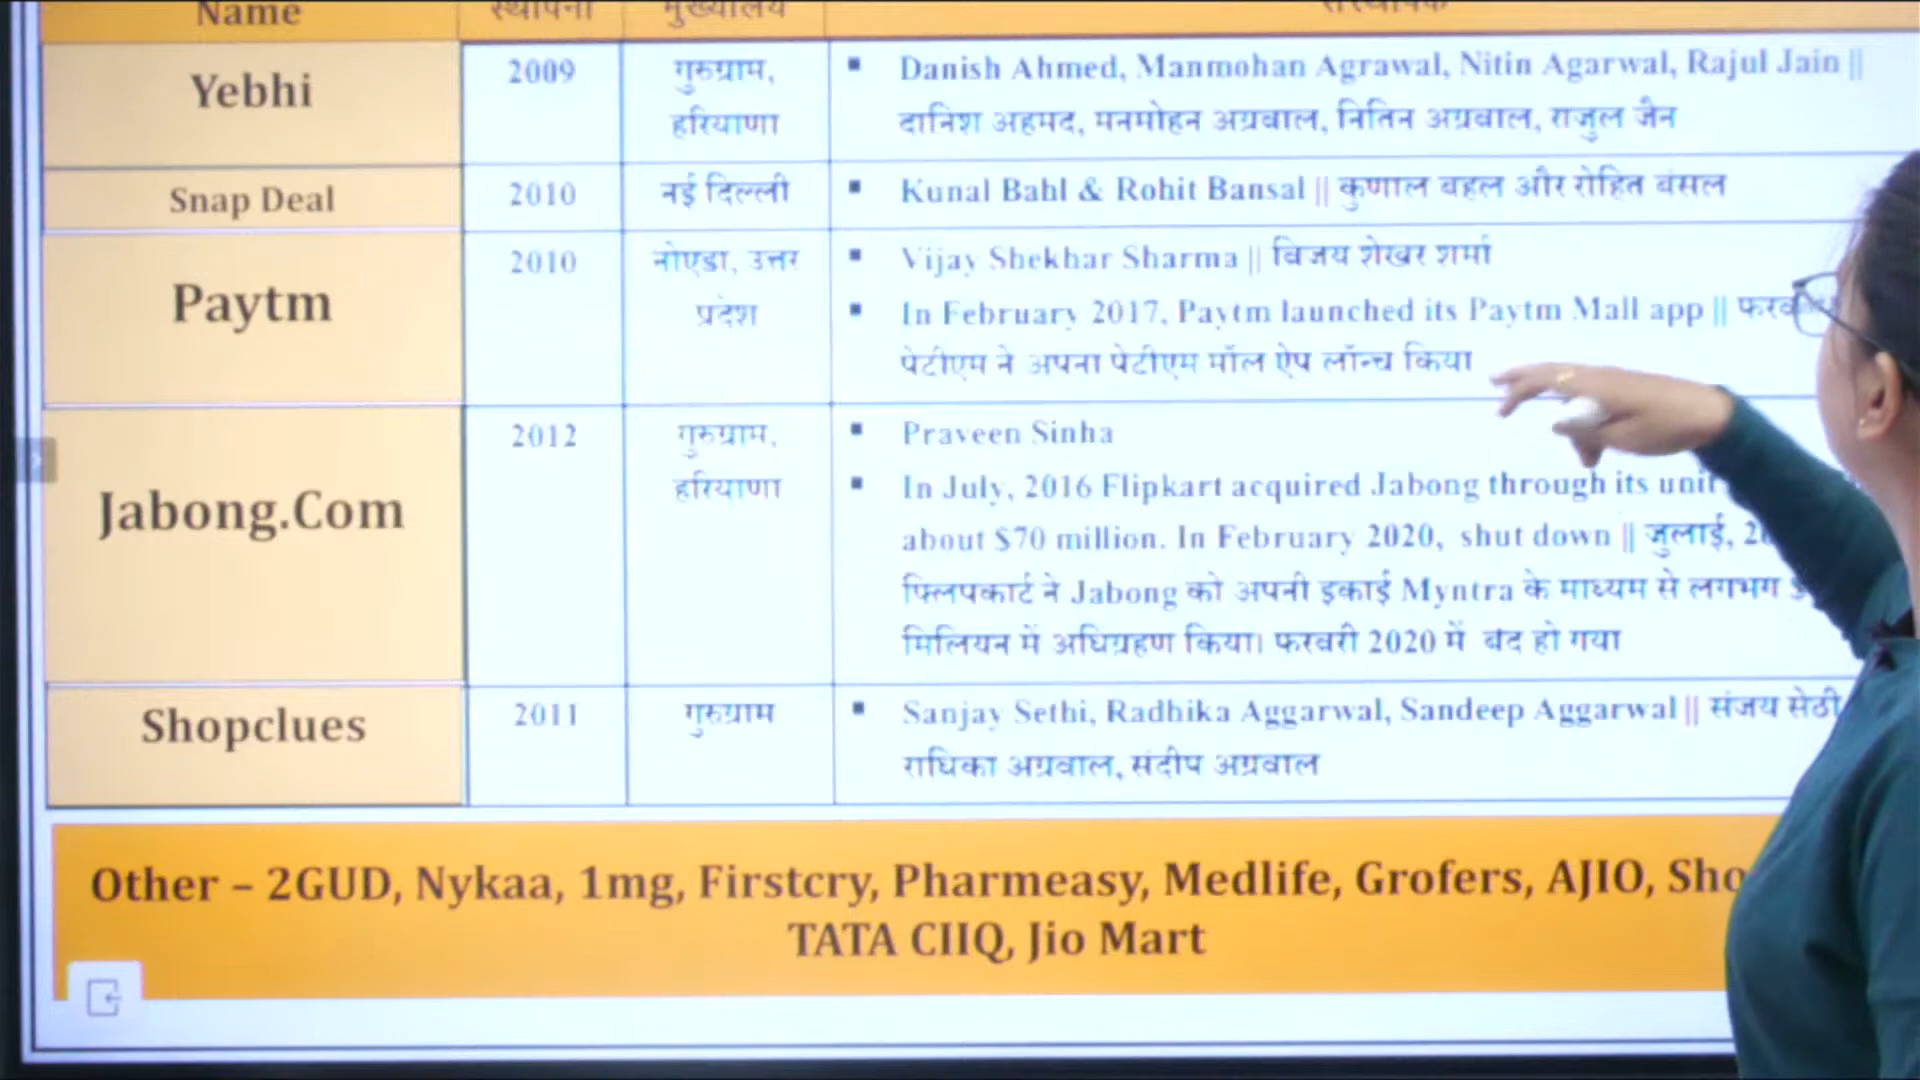 Name स्थापना मुख्यालय संस्थापक
Yebhi 2009 गुरुग्राम, ▪ Danish Ahmed, Manmohan Agrawal, Nitin Agarwal, Rajul Jain ||
हरियाणा दानिश अहमद, मनमोहन अग्रवाल, नितिन अग्रवाल, राजुल जैन
Snap Deal 2010 नई दिल्ली ▪ Kunal Bahl & Rohit Bansal || कुणाल बहल और रोहित बंसल
Paytm 2010 नोएडा, उत्तर ▪ Vijay Shekhar Sharma || विजय शेखर शर्मा
प्रदेश ▪ In February 2017, Paytm launched its Paytm Mall app ||
पेटीएम ने अपना पेटीएम मॉल ऐप लॉन्च किया
Jabong.Com 2012 गुरुग्राम, ▪ Praveen Sinha
हरियाणा ▪ In July, 2016 Flipkart acquired Jabong through its unit
about $70 million. In February 2020, shut down || जुलाई,
फ्लिपकार्ट ने Jabong को अपनी इकाई Myntra के माध्यम से लगभग
मिलियन में अधिग्रहण किया। फरवरी 2020 में बंद हो गया
Shopclues 2011 गुरुग्राम ▪ Sanjay Sethi, Radhika Aggarwal, Sandeep Aggarwal || संजय सेठी
राधिका अग्रवाल, संदीप अग्रवाल
Other – 2GUD, Nykaa, 1mg, Firstcry, Pharmeasy, Medlife, Grofers, AJIO,
TATA CIIQ, Jio Mart